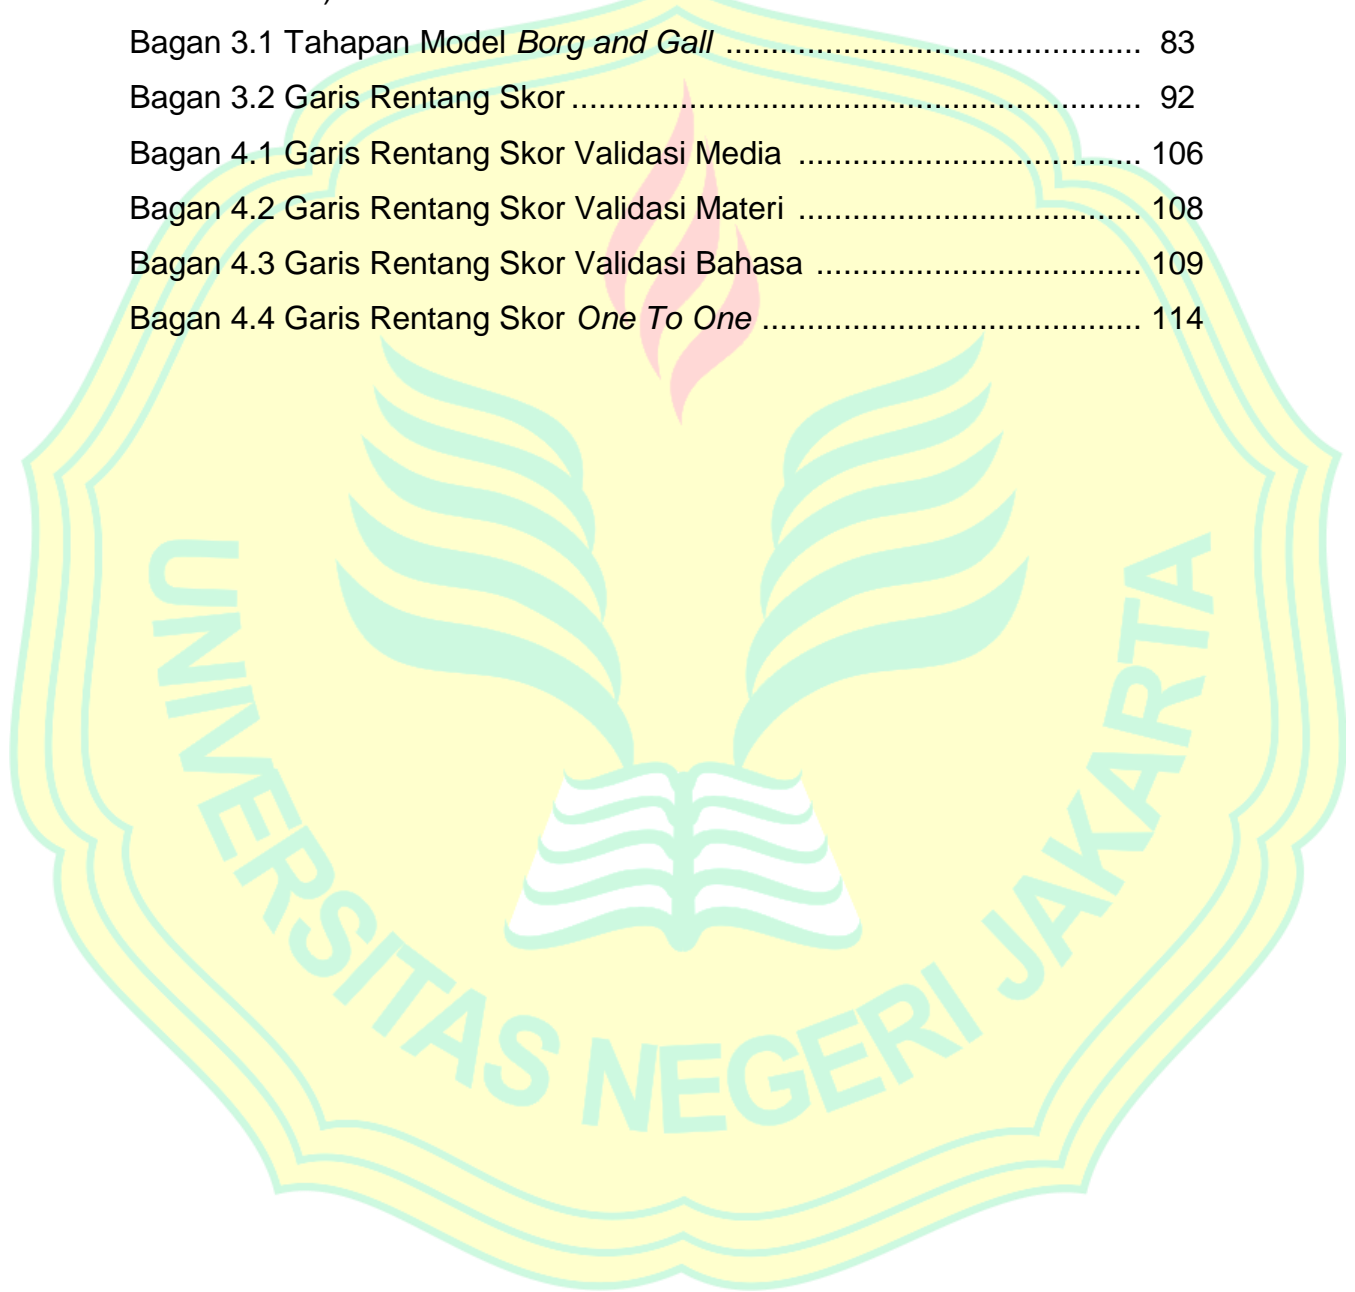 Bagan 3.1 Tahapan Model Borg and Gall .............................................. 83
Bagan 3.2 Garis Rentang Skor ............................................................... 92
Bagan 4.1 Garis Rentang Skor Validasi Media ...................................... 106
Bagan 4.2 Garis Rentang Skor Validasi Materi ...................................... 108
Bagan 4.3 Garis Rentang Skor Validasi Bahasa .................................... 109
Bagan 4.4 Garis Rentang Skor One To One .......................................... 114
UNIVERSITAS NEGERI JAKARTA